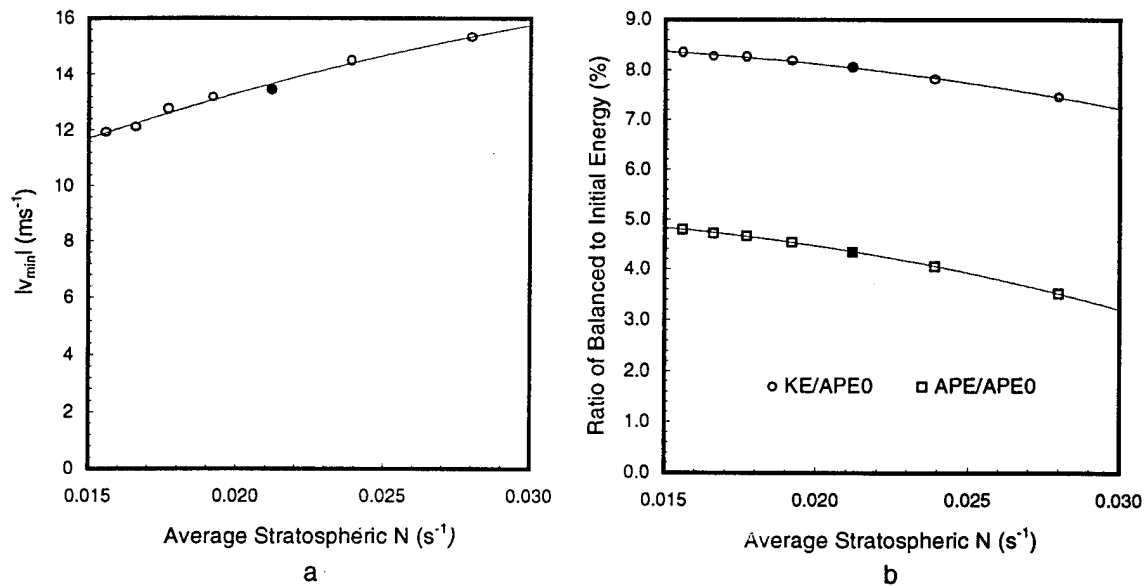 16
14
12
10
8
6
4
2
0
|v_min| (ms⁻¹)
0.015 0.020 0.025 0.030
Average Stratospheric N (s⁻¹)
a
9.0
8.0
7.0
6.0
5.0
4.0
3.0
2.0
1.0
0.0
Ratio of Balanced to Initial Energy (%)
KE/APE0 APE/APE0
0.015 0.020 0.025 0.030
Average Stratospheric N (s⁻¹)
b